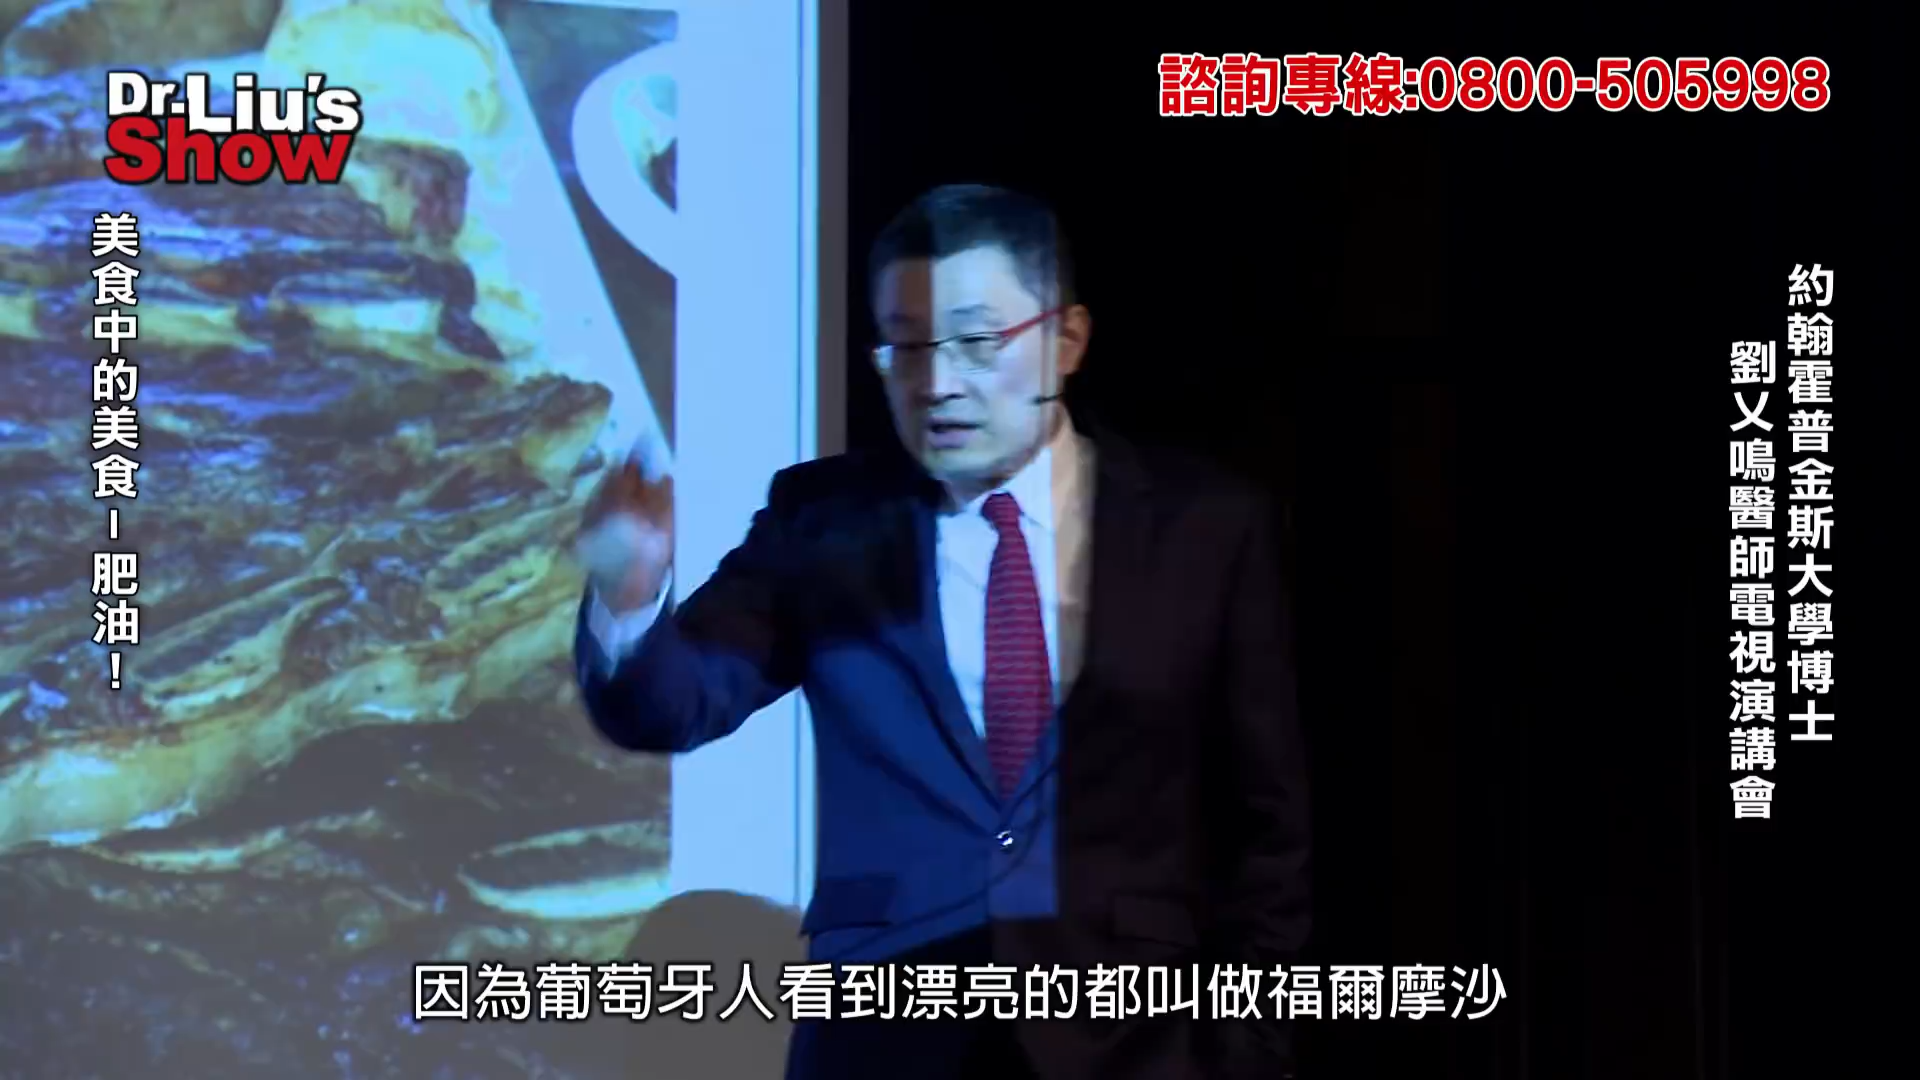 Dr.Liu's
Show
諮詢專線:0800-505998
美食中的美食-肥油!
約翰霍普金斯大學博士
劉乂鳴醫師電視演講會
因為葡萄牙人看到漂亮的都叫做福爾摩沙